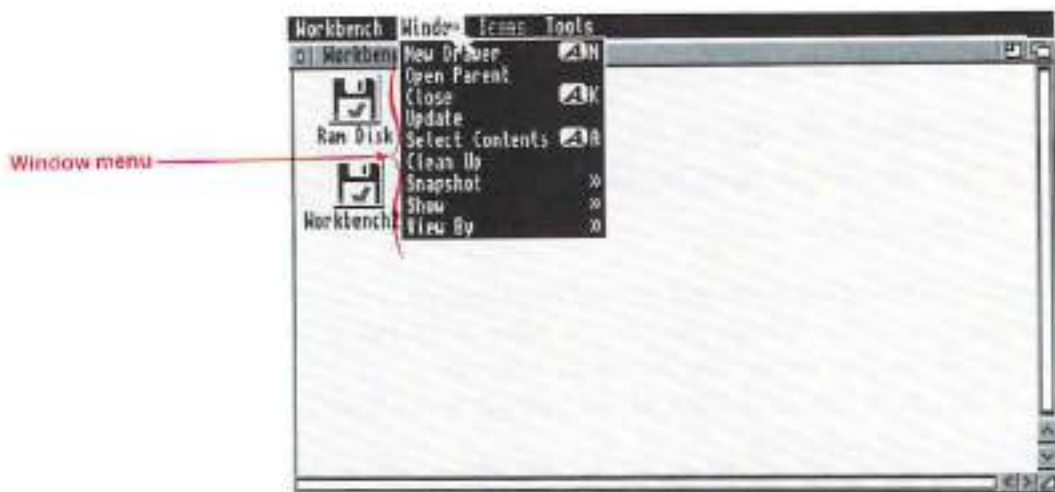 Workbench Window Icons Tools
Workben
New Drawer N
Open Parent
Close K
Update
Select Contents A
Clean Up
Snapshot »
Show »
View By »
Ram Disk
Workbench
Window menu